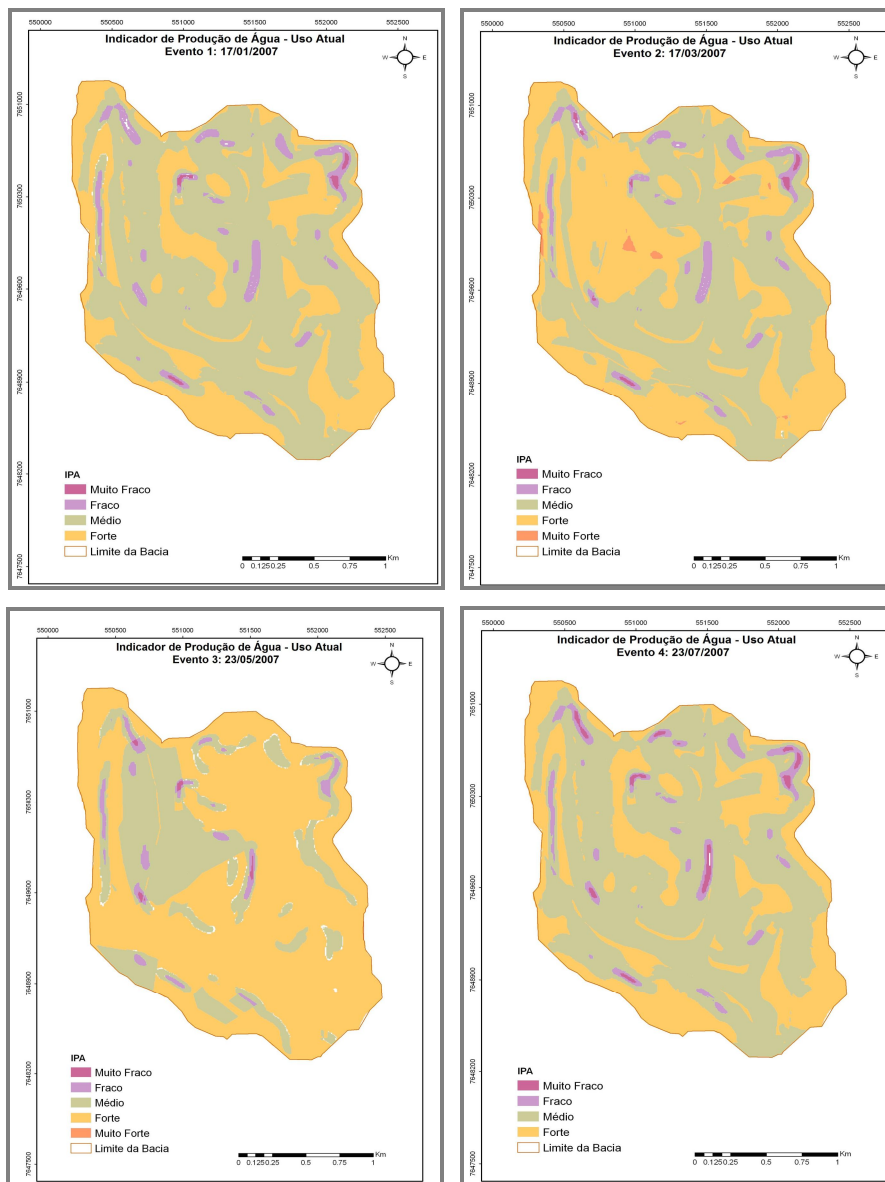 550000 550500 551000 551500 552000 552500
Indicador de Produção de Água - Uso Atual
Evento 1: 17/01/2007
N
W E
S
7651000
7650300
7649600
7648900
7648200
7647500
IPA
Muito Fraco
Fraco
Médio
Forte
Limite da Bacia
Km
0 0.125 0.25 0.5 0.75 1
550000 550500 551000 551500 552000 552500
Indicador de Produção de Água - Uso Atual
Evento 2: 17/03/2007
N
W E
S
7651000
7650300
7649600
7648900
7648200
7647500
IPA
Muito Fraco
Fraco
Médio
Forte
Muito Forte
Limite da Bacia
Km
0 0.125 0.25 0.5 0.75 1
550000 550500 551000 551500 552000 552500
Indicador de Produção de Água - Uso Atual
Evento 3: 23/05/2007
N
W E
S
7651000
7650300
7649600
7648900
7648200
7647500
IPA
Muito Fraco
Fraco
Médio
Forte
Muito Forte
Limite da Bacia
Km
0 0.125 0.25 0.5 0.75 1
550000 550500 551000 551500 552000 552500
Indicador de Produção de Água - Uso Atual
Evento 4: 23/07/2007
N
W E
S
7651000
7650300
7649600
7648900
7648200
7647500
IPA
Muito Fraco
Fraco
Médio
Forte
Limite da Bacia
Km
0 0.125 0.25 0.5 0.75 1